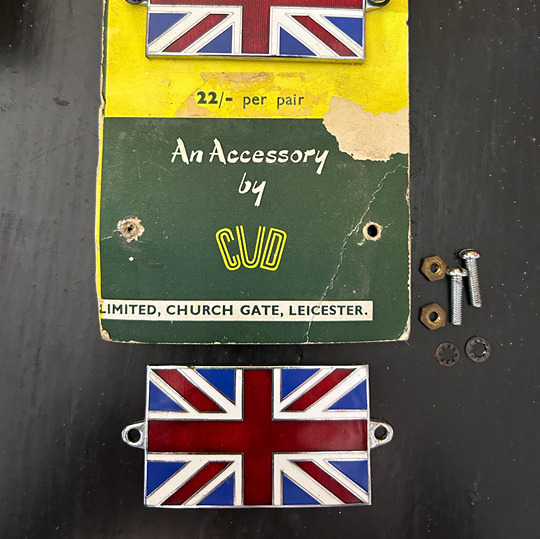 22/- per pair
An Accessory
by
CUD
LIMITED, CHURCH GATE, LEICESTER.